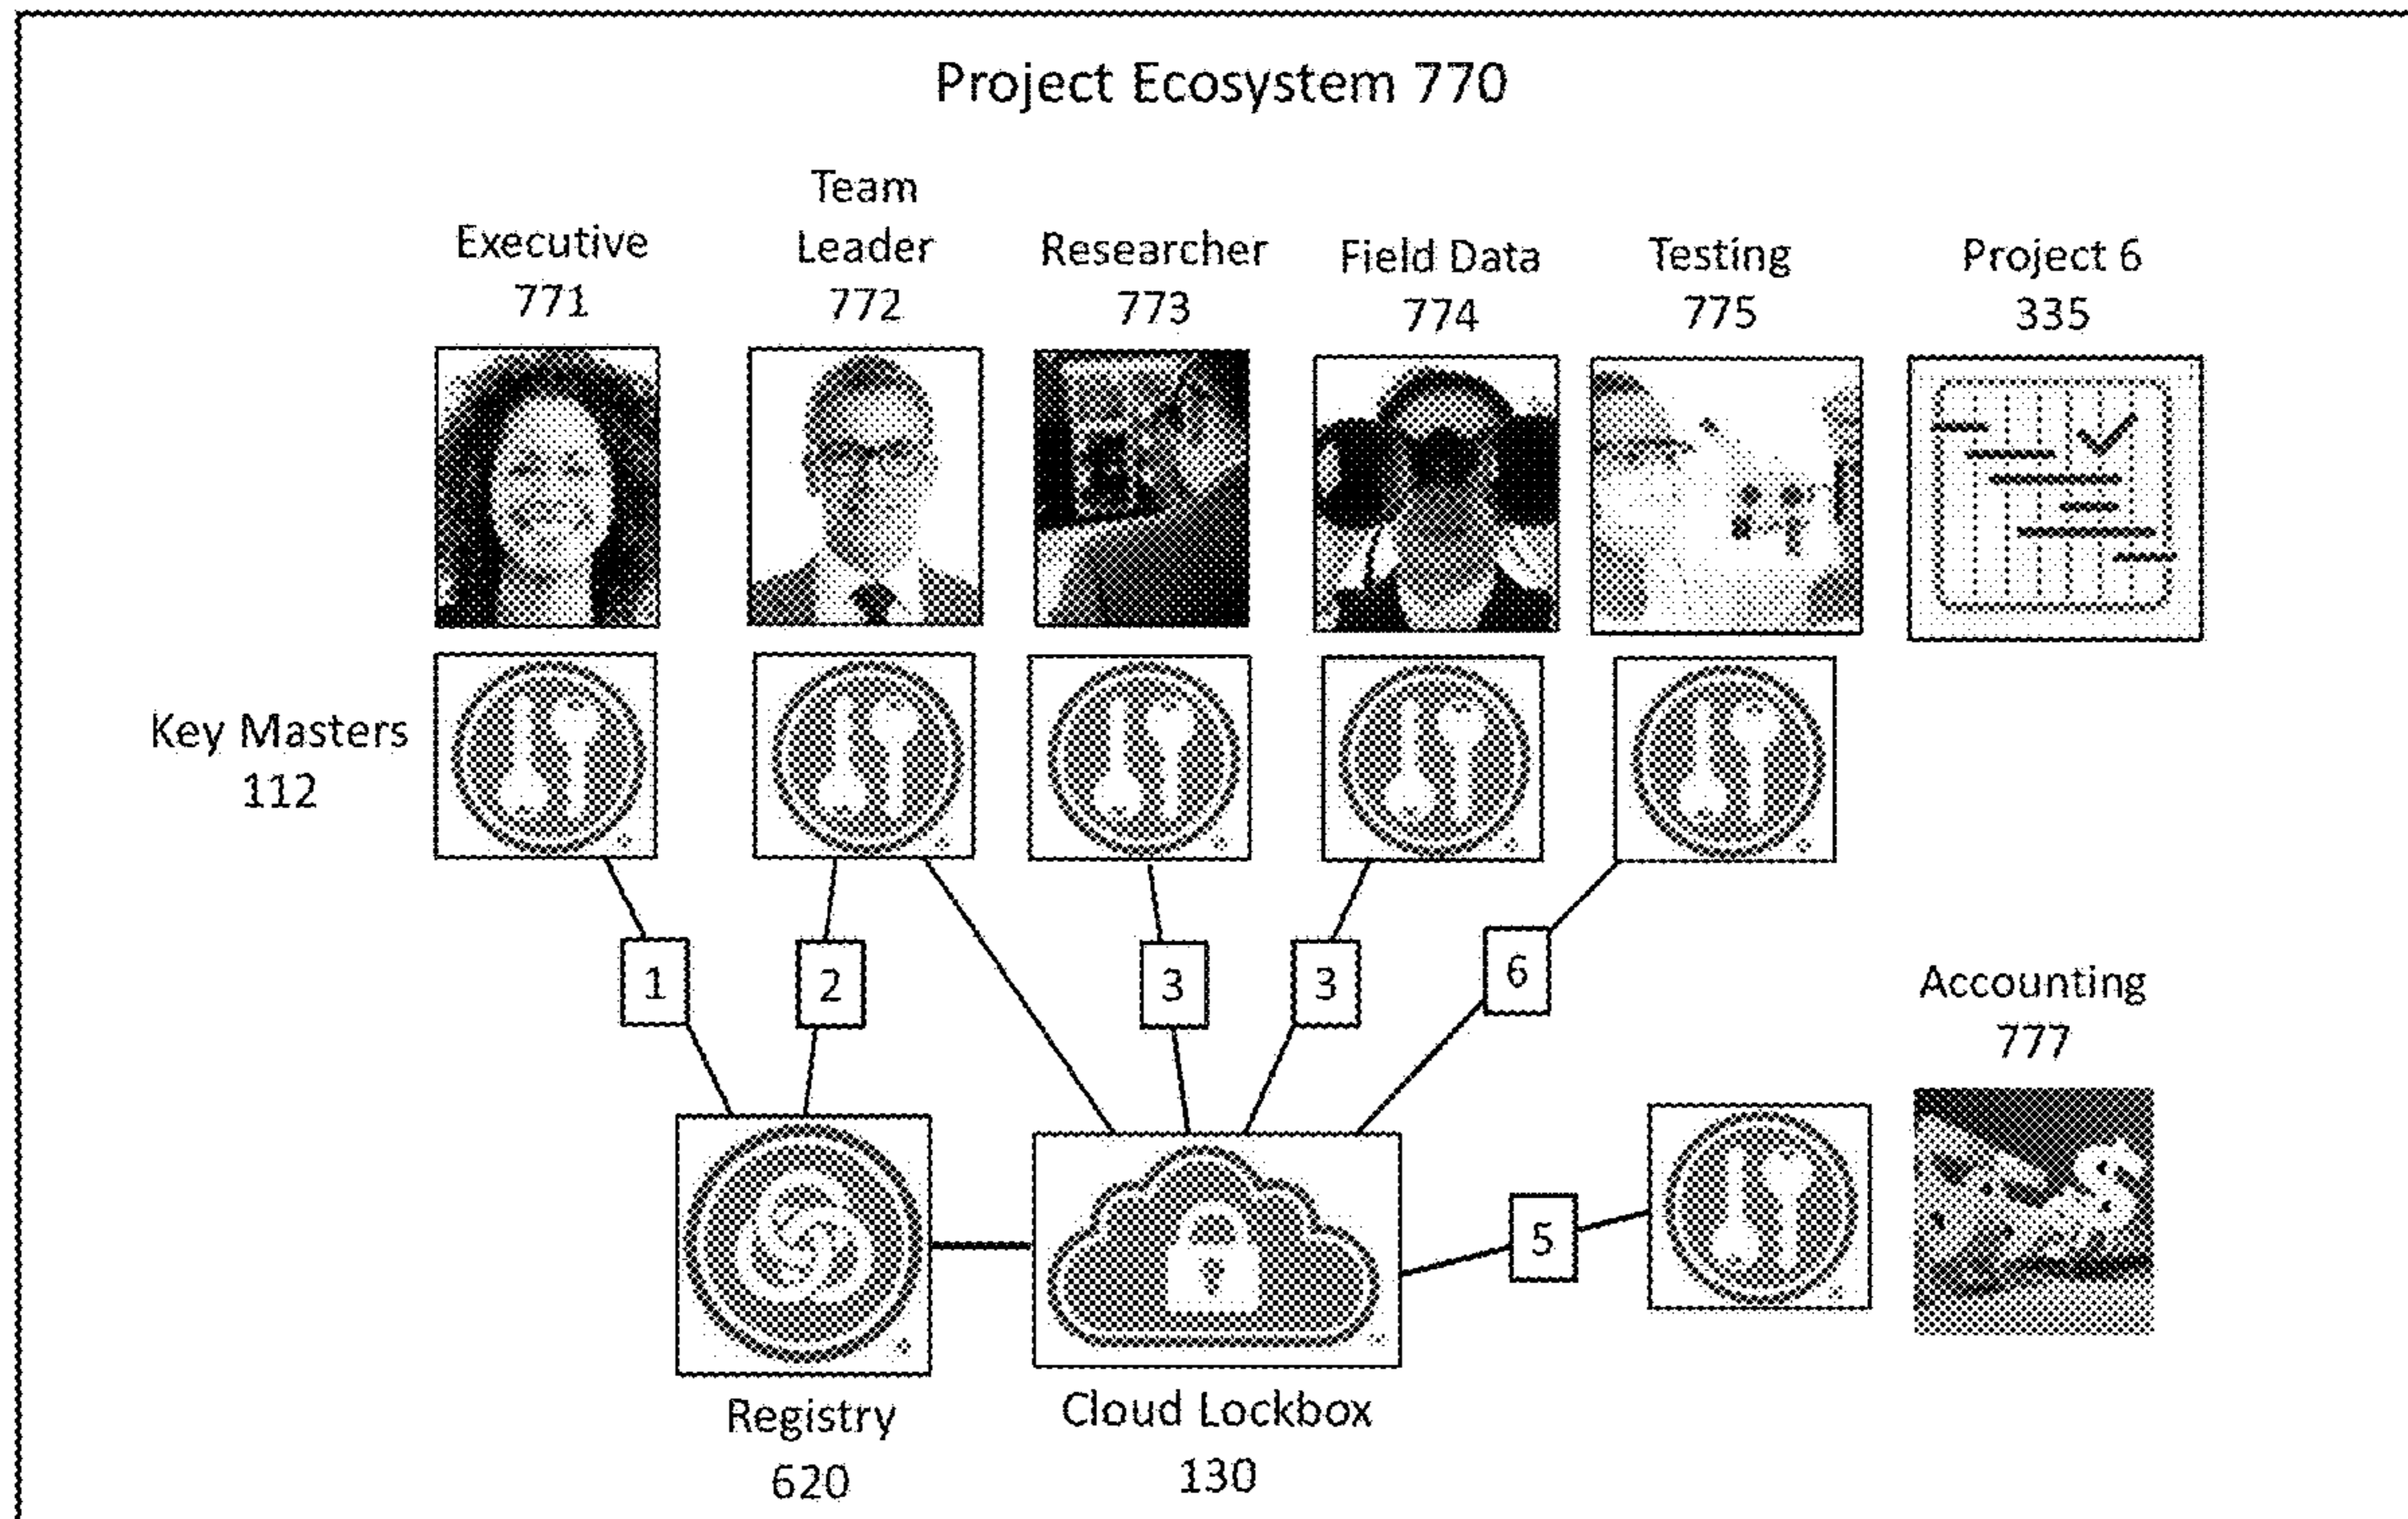 Project Ecosystem 770
Executive
771
Team
Leader
772
Researcher
773
Field Data
774
Testing
775
Project 6
335
Key Masters
112
1
2
3
3
6
Accounting
777
5
Registry
620
Cloud Lockbox
130